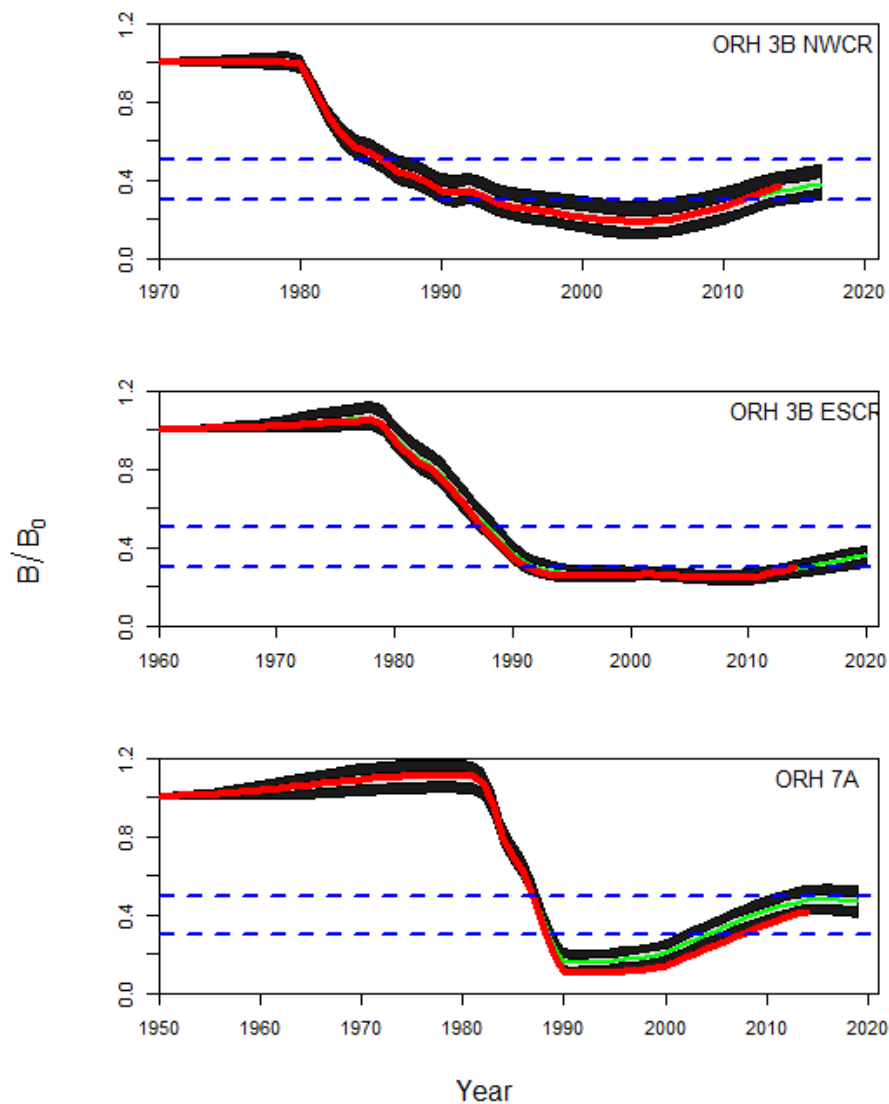 ORH 3B NWCR
0.0 0.4 0.8 1.2
1970 1980 1990 2000 2010 2020
ORH 3B ESCR
0.0 0.4 0.8 1.2
1960 1970 1980 1990 2000 2010 2020
B/B0
ORH 7A
0.0 0.4 0.8 1.2
1950 1960 1970 1980 1990 2000 2010 2020
Year